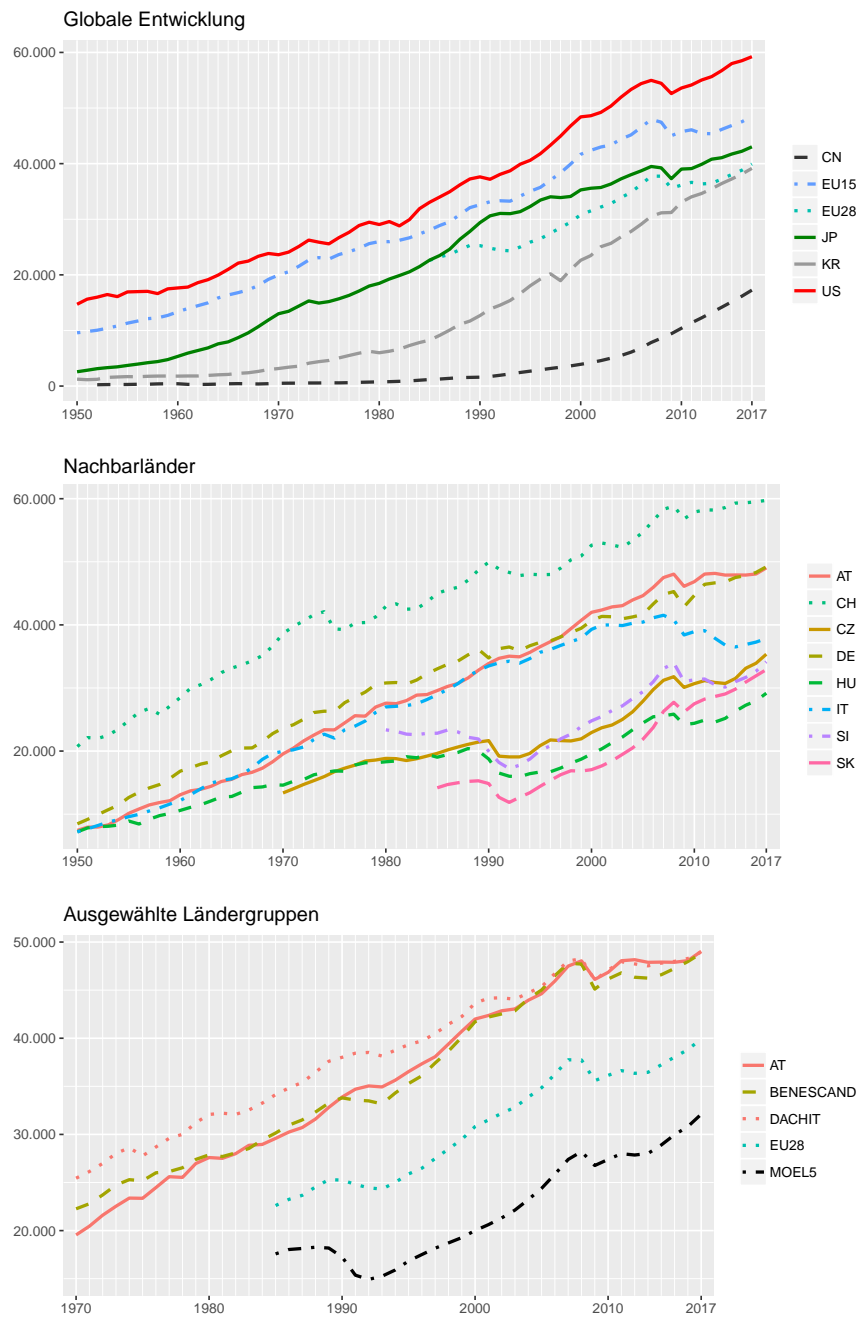 Globale Entwicklung
60.000
40.000
20.000
0
1950 1960 1970 1980 1990 2000 2010 2017
CN
EU15
EU28
JP
KR
US
Nachbarländer
60.000
40.000
20.000
1950 1960 1970 1980 1990 2000 2010 2017
AT
CH
CZ
DE
HU
IT
SI
SK
Ausgewählte Ländergruppen
50.000
40.000
30.000
20.000
1970 1980 1990 2000 2010 2017
AT
BENESCAND
DACHIT
EU28
MOEL5